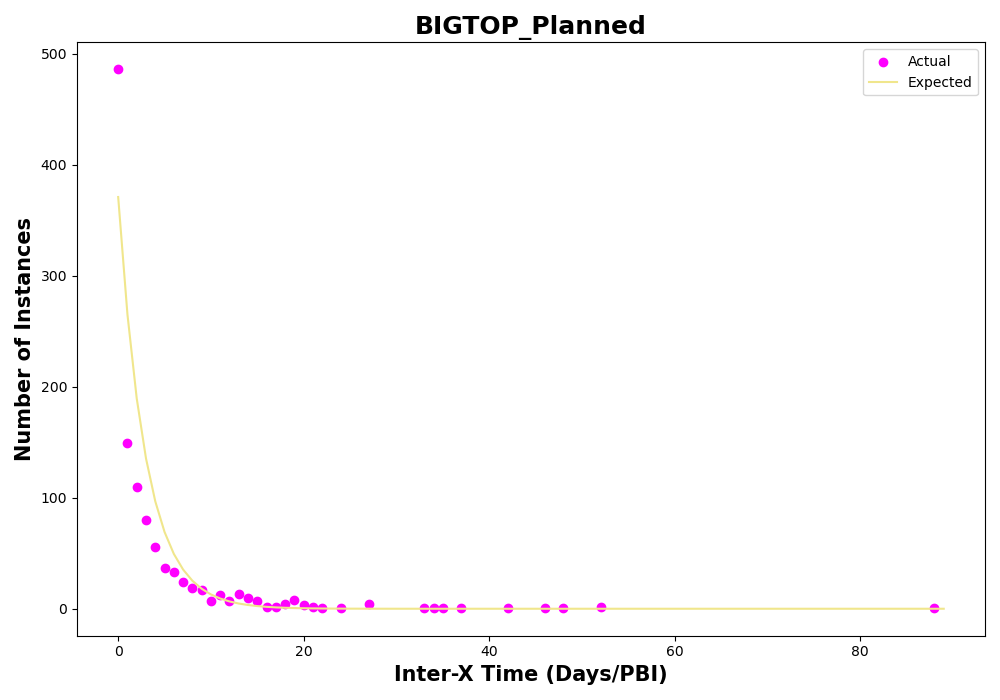 BIGTOP_Planned
Actual
Expected
Number of Instances
500
400
300
200
100
0
0
20
40
60
80
Inter-X Time (Days/PBI)